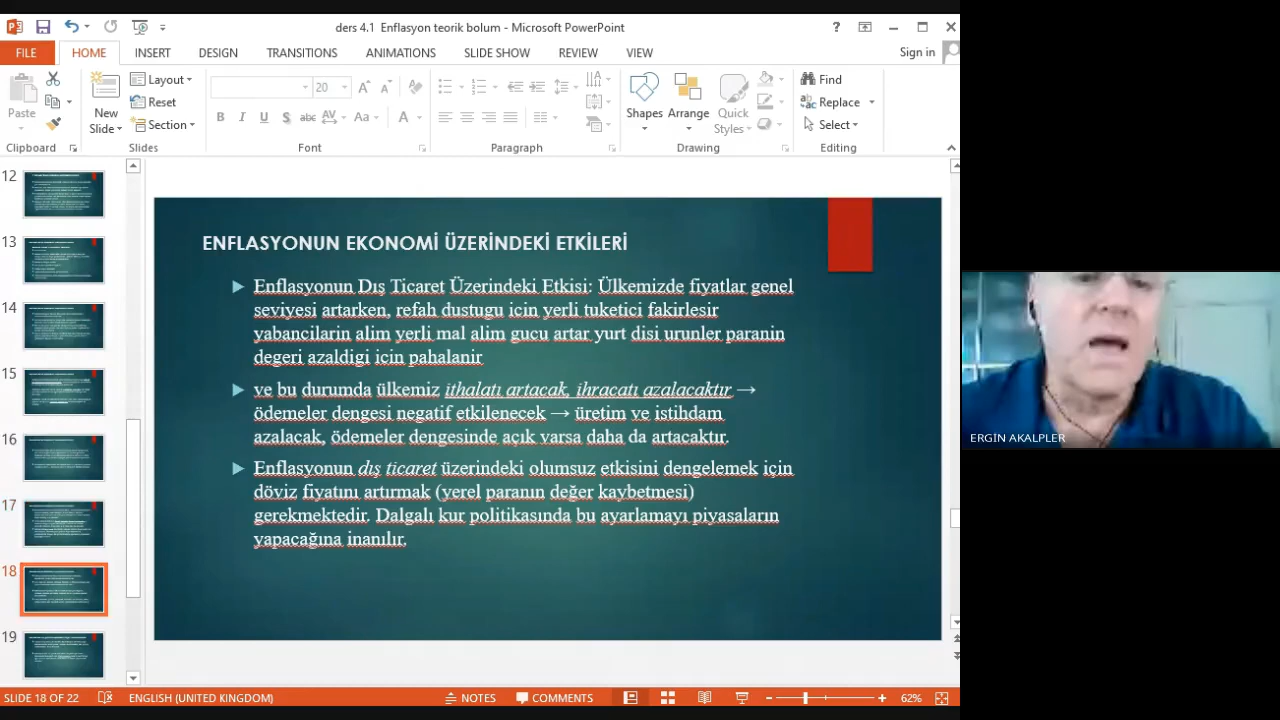 ders 4.1 Enflasyon teorik bolum - Microsoft PowerPoint
FILE HOME INSERT DESIGN TRANSITIONS ANIMATIONS SLIDE SHOW REVIEW VIEW Sign in
Paste
New Slide
Layout
Reset
Section
20
B I U S abc AV Aa A
Shapes Arrange Quick Styles
Find
Replace
Select
Clipboard Slides Font Paragraph Drawing Editing
12
13
14
15
16
17
18
19
ENFLASYONUN EKONOMİ ÜZERİNDEKİ ETKİLERİ
Enflasyonun Dış Ticaret Üzerindeki Etkisi: Ülkemizde fiyatlar genel
seviyesi artarken, refah dustugu icin yerli tuketici fakirlesir
yabancinin alim yerli mal alim gucu artar yurt disi urunler paranin
degeri azaldigi için pahalanir
ve bu durumda ülkemiz ithalatı artacak, ihracatı azalacaktır →
ödemeler dengesi negatif etkilenecek → üretim ve istihdam
azalacak, ödemeler dengesinde açık varsa daha da artacaktır.
Enflasyonun dış ticaret üzerindeki olumsuz etkisini dengelemek için
döviz fiyatını artırmak (yerel paranın değer kaybetmesi)
gerekmektedir. Dalgalı kur politikasında bu ayarlamayı piyasanın
yapacağına inanılır.
ERGİN AKALPLER
SLIDE 18 OF 22 ENGLISH (UNITED KINGDOM) NOTES COMMENTS 62%